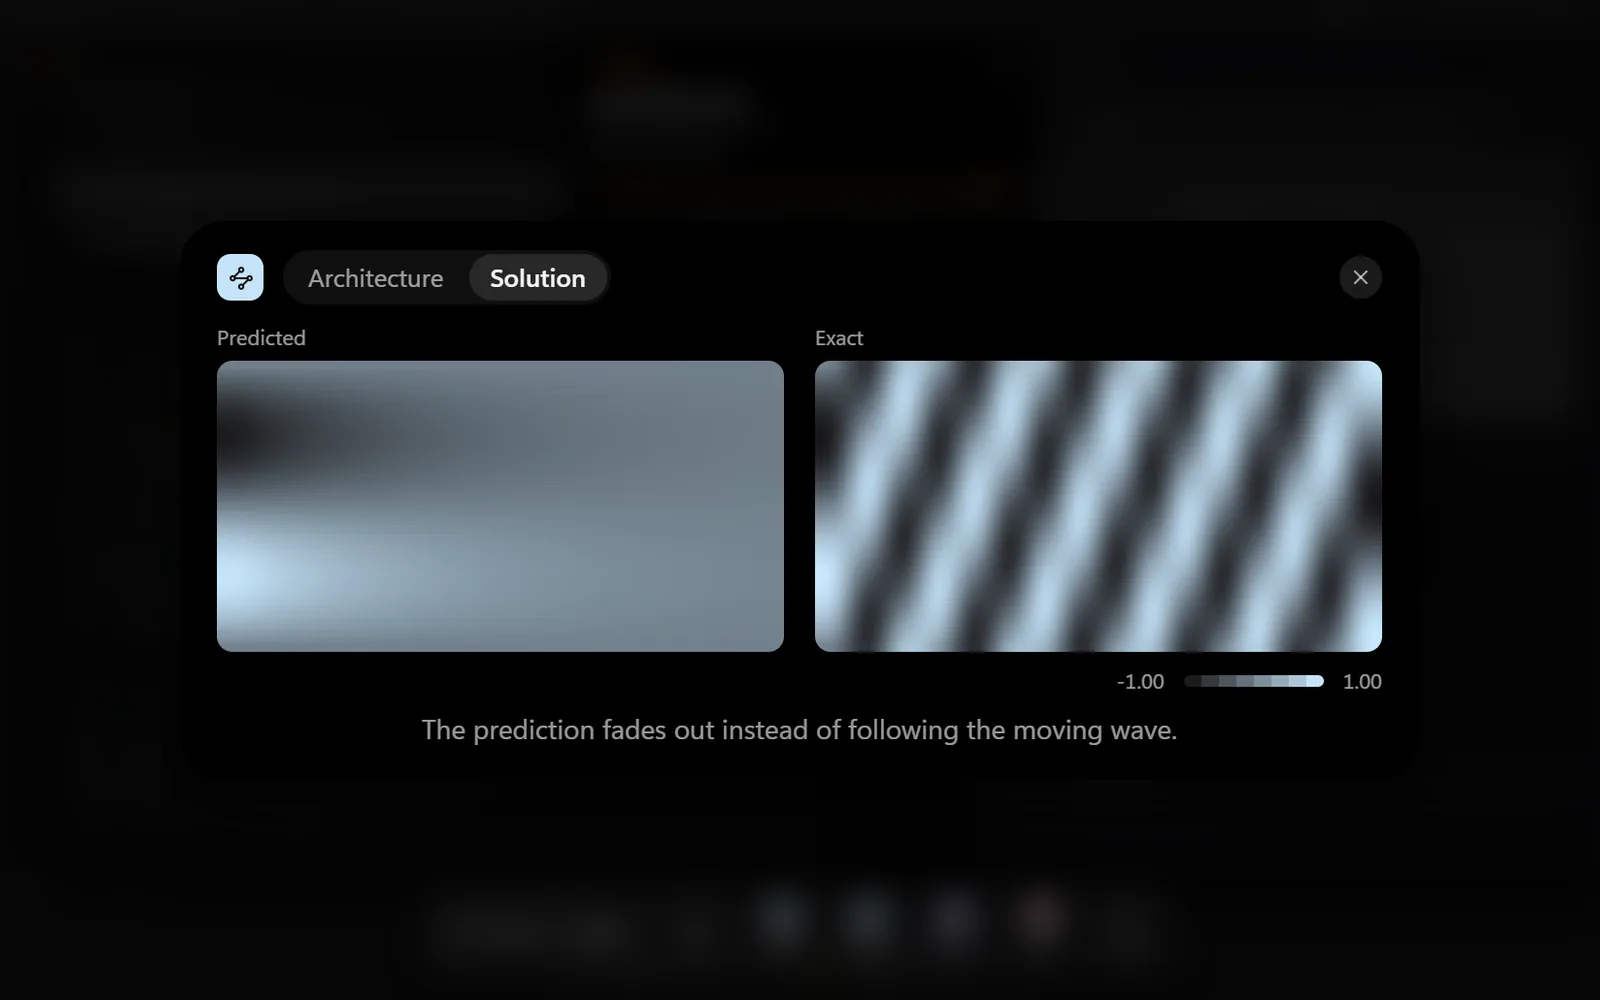 Architecture
Solution
Predicted
Exact
-1.00
1.00
The prediction fades out instead of following the moving wave.